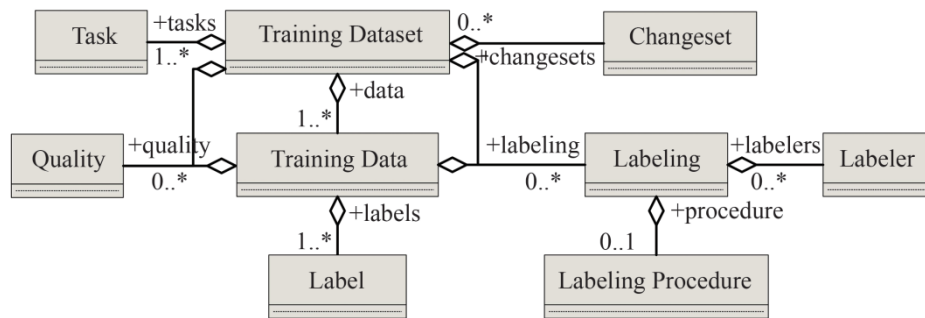 Task
+tasks
1..*
Training Dataset
0..*
+changesets
Changeset
+data
1..*
Quality
+quality
0..*
Training Data
+labeling
0..*
Labeling
+labelers
0..*
Labeler
+labels
1..*
+procedure
0..1
Label
Labeling Procedure